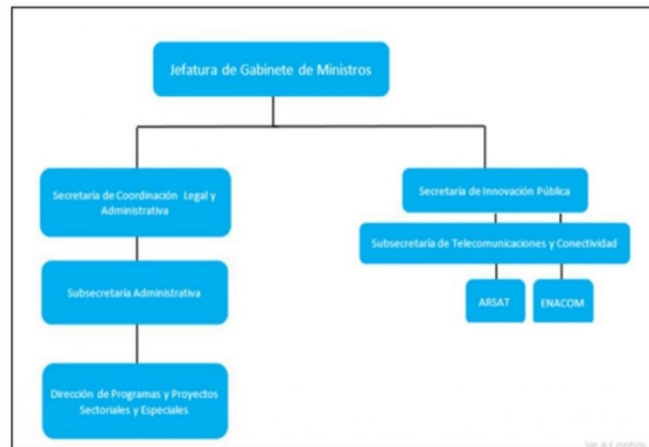 Jefatura de Gabinete de Ministros
Secretaría de Coordinación Legal y
Administrativa
Secretaría de Innovación Pública
Subsecretaría de Telecomunicaciones y Conectividad
Subsecretaría Administrativa
ARSAT
ENACOM
Dirección de Programas y Proyectos
Sectoriales y Especiales